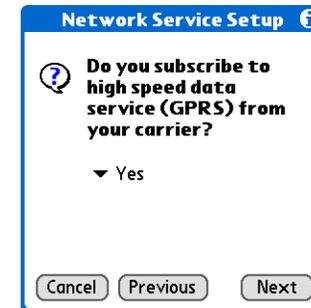 Network Service Setup i
?
Do you subscribe to
high speed data
service (GPRS) from
your carrier?
Yes
Cancel Previous Next